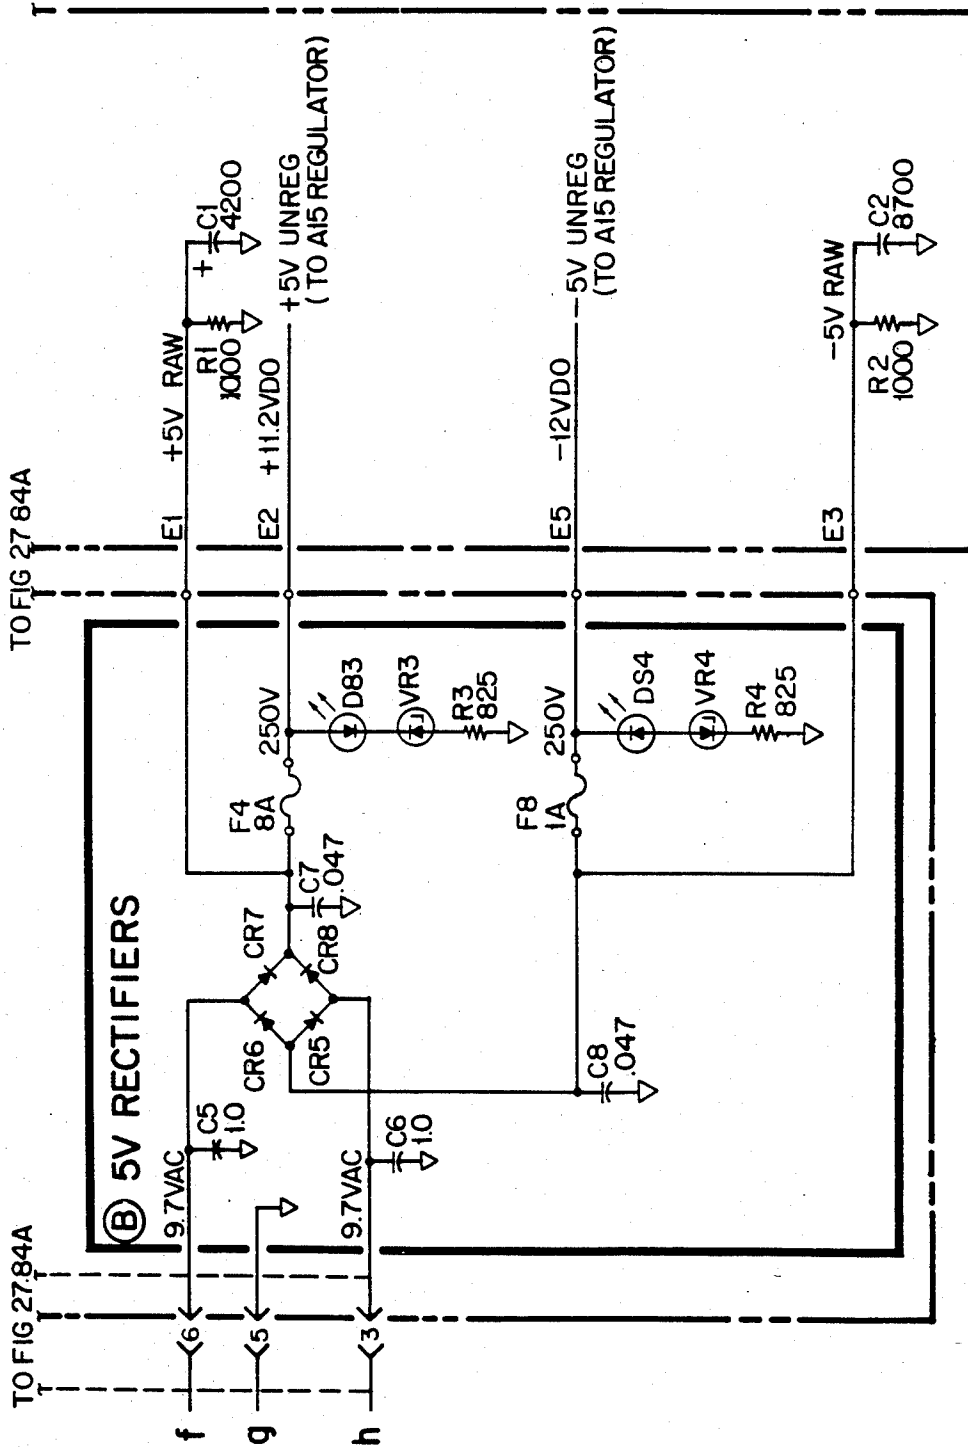 TO FIG 27.84A
TO FIG 27 84A
f
6
g
5
h
3
B 5V RECTIFIERS
9.7VAC
C5
1.0
9.7VAC
C6
1.0
CR6
CR7
CR5
CR8
C7
.047
C8
.047
F4
8A
250V
D83
VR3
R3
825
F8
1A
250V
DS4
VR4
R4
825
E1
+5V RAW
R1
1000
+
C1
4200
E2
+11.2VDO
+5V UNREG
(TO A15 REGULATOR)
E5
-12VDO
-5V UNREG
(TO A15 REGULATOR)
E3
-5V RAW
R2
1000
C2
8700